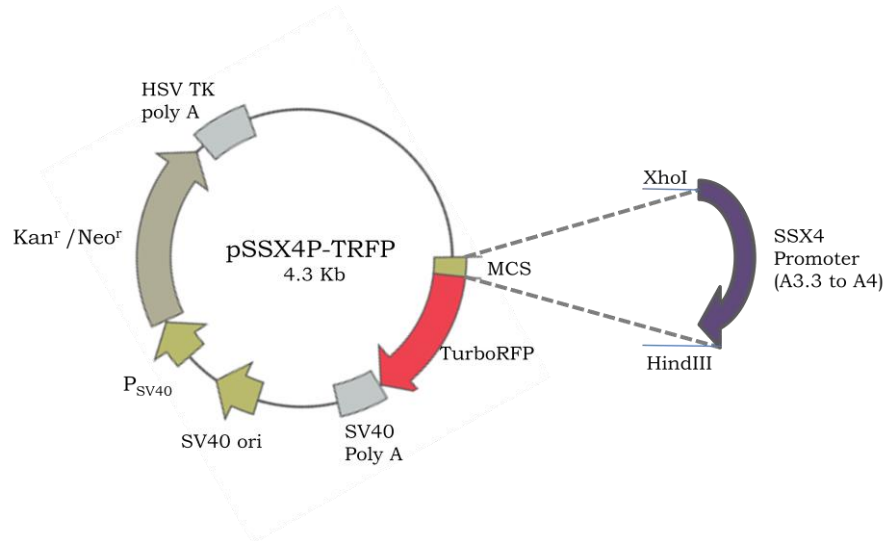 HSV TK
poly A
Kanʳ /Neoʳ
pSSX4P-TRFP
4.3 Kb
MCS
TurboRFP
P_SV40
SV40 ori
SV40
Poly A
XhoI
SSX4
Promoter
(A3.3 to A4)
HindIII